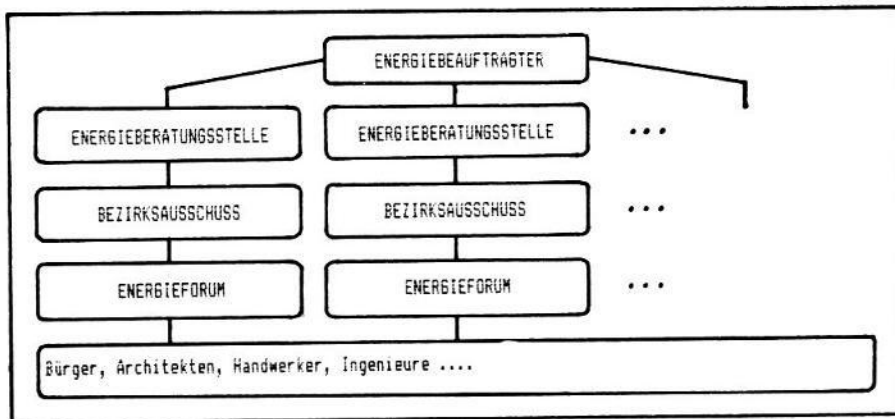 ENERGIEBEAUFTRAGTER
ENERGIEBERATUNGSSTELLE ENERGIEBERATUNGSSTELLE ...
BEZIRKSAUSSCHUSS BEZIRKSAUSSCHUSS ...
ENERGIEFORUM ENERGIEFORUM ...
Bürger, Architekten, Handwerker, Ingenieure ....